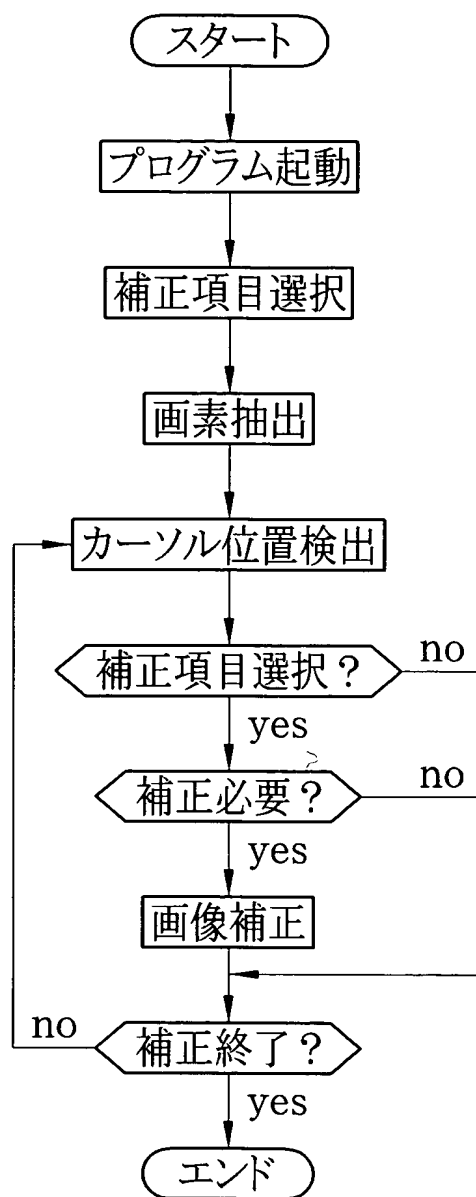 スタート
プログラム起動
補正項目選択
画素抽出
カーソル位置検出
補正項目選択?
no
yes
補正必要?
no
yes
画像補正
補正終了?
no
yes
エンド